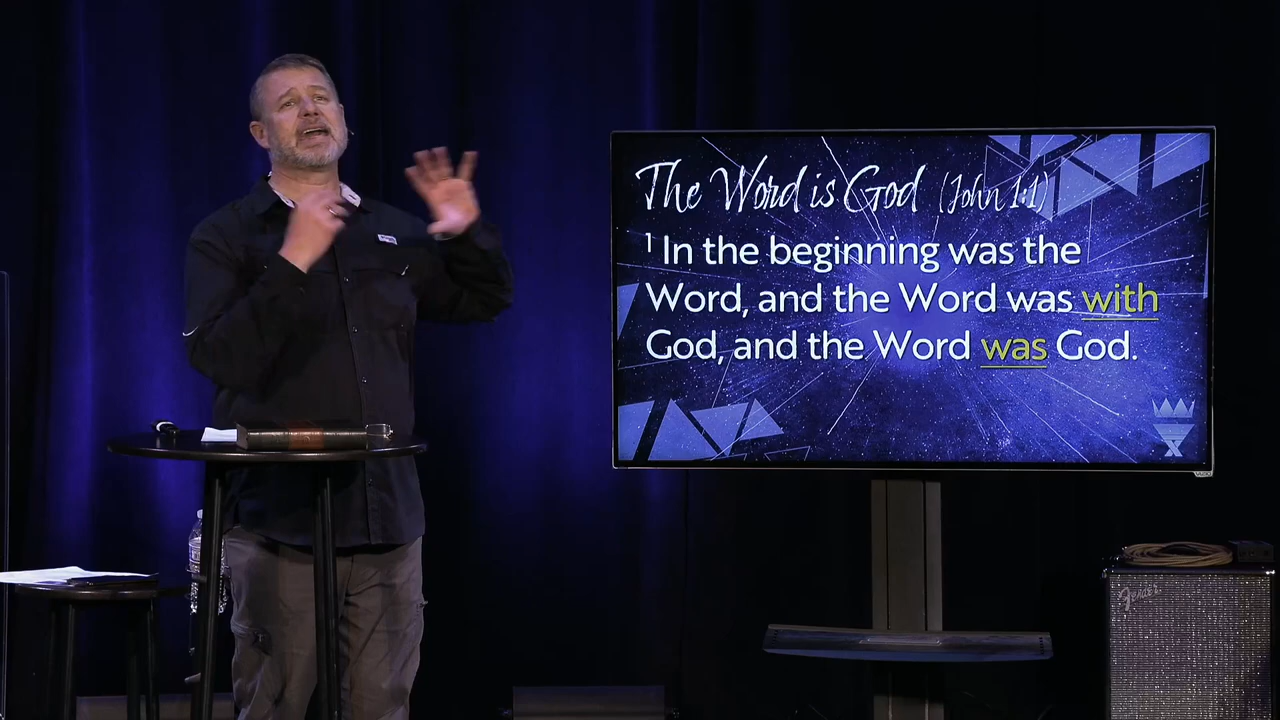 The Word is God (John 1:1)
1 In the beginning was the
Word, and the Word was with
God, and the Word was God.
Fender